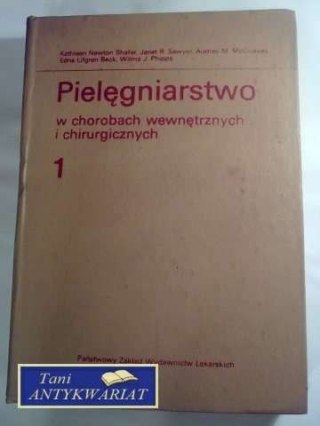 Kathleen Newton Shafer, Janet R. Sawyer, Audrey M. McCluskey,
Edna Lifgren Beck, Wilma J. Phipps
Pielęgniarstwo
w chorobach wewnętrznych
i chirurgicznych
1
Państwowy Zakład Wydawnictw Lekarskich
Tani
ANTYKWARIAT